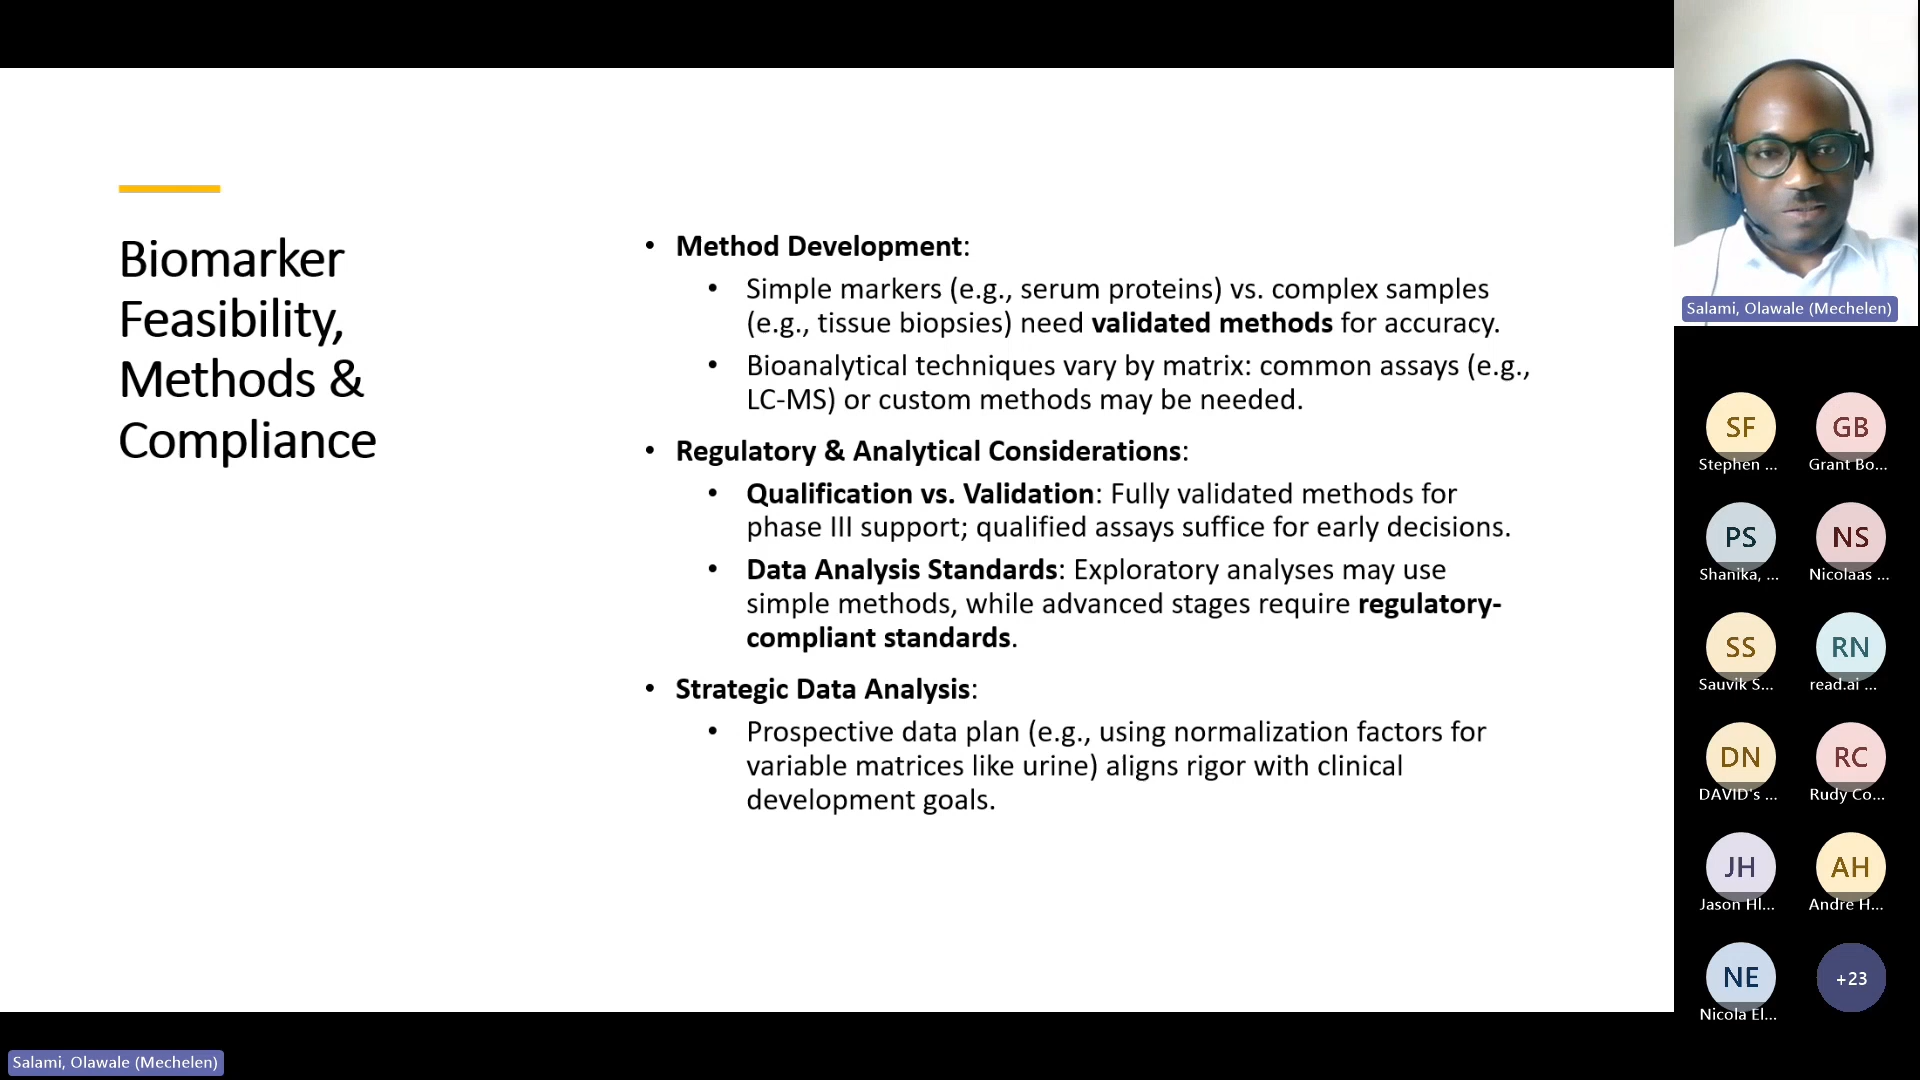 Biomarker
Feasibility,
Methods &
Compliance
• Method Development:
• Simple markers (e.g., serum proteins) vs. complex samples
(e.g., tissue biopsies) need validated methods for accuracy.
• Bioanalytical techniques vary by matrix: common assays (e.g.,
LC-MS) or custom methods may be needed.
• Regulatory & Analytical Considerations:
• Qualification vs. Validation: Fully validated methods for
phase III support; qualified assays suffice for early decisions.
• Data Analysis Standards: Exploratory analyses may use
simple methods, while advanced stages require regulatory-
compliant standards.
• Strategic Data Analysis:
• Prospective data plan (e.g., using normalization factors for
variable matrices like urine) aligns rigor with clinical
development goals.
Salami, Olawale (Mechelen)
SF
Stephen ...
GB
Grant Bo...
PS
Shanika, ...
NS
Nicolaas ...
SS
Sauvik S...
RN
read.ai ...
DN
DAVID's ...
RC
Rudy Co...
JH
Jason Hl...
AH
Andre H...
NE
Nicola El...
+23
Salami, Olawale (Mechelen)